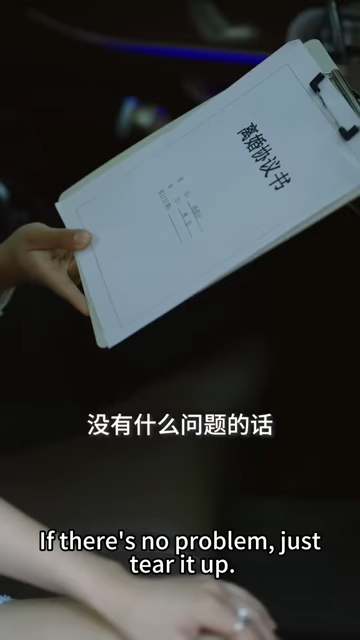 离婚协议书
没有什么问题的话
If there's no problem, just
tear it up.